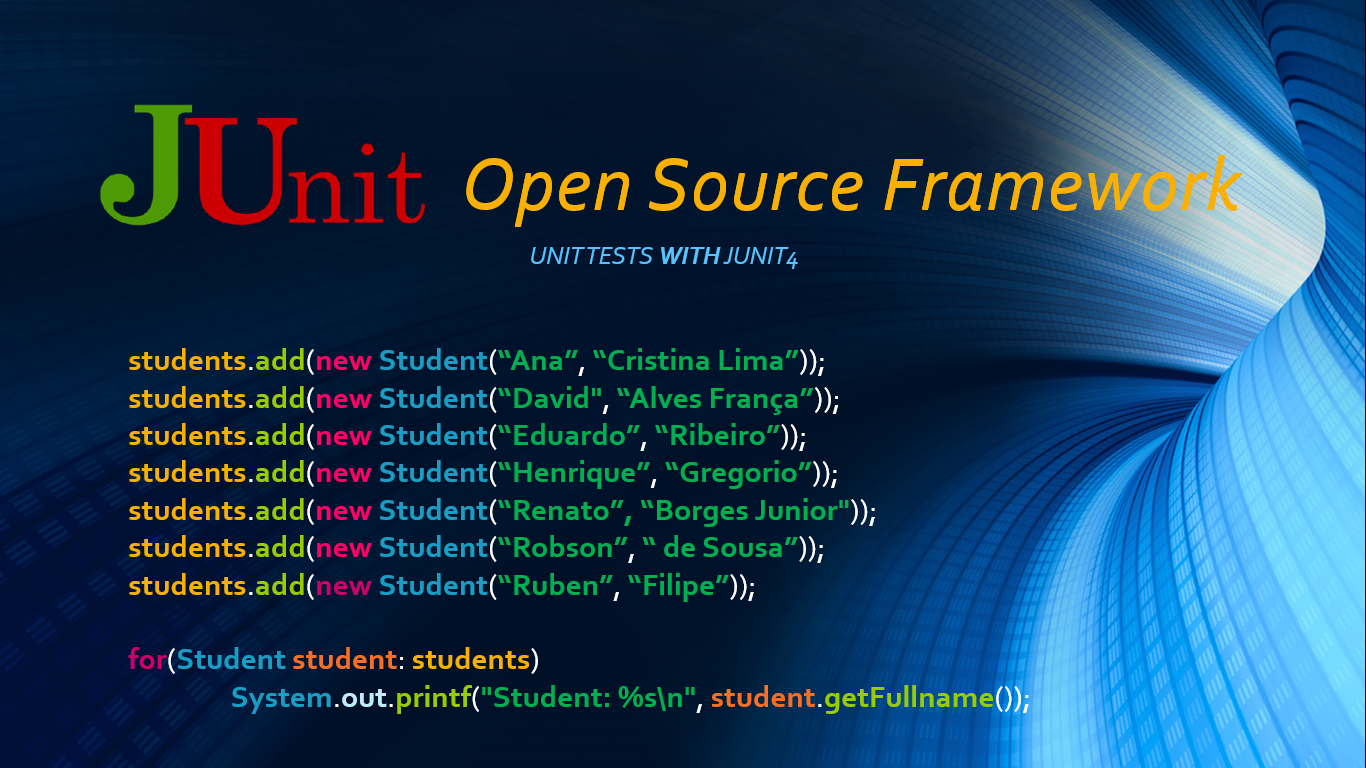 JUnit Open Source Framework
UNIT TESTS WITH JUNIT4
students.add(new Student(“Ana”, “Cristina Lima”));
students.add(new Student(“David", “Alves França”));
students.add(new Student(“Eduardo”, “Ribeiro”));
students.add(new Student(“Henrique”, “Gregorio”));
students.add(new Student(“Renato”, “Borges Junior"));
students.add(new Student(“Robson”, “ de Sousa”));
students.add(new Student(“Ruben”, “Filipe”));
for(Student student: students)
System.out.printf("Student: %s\n", student.getFullname());